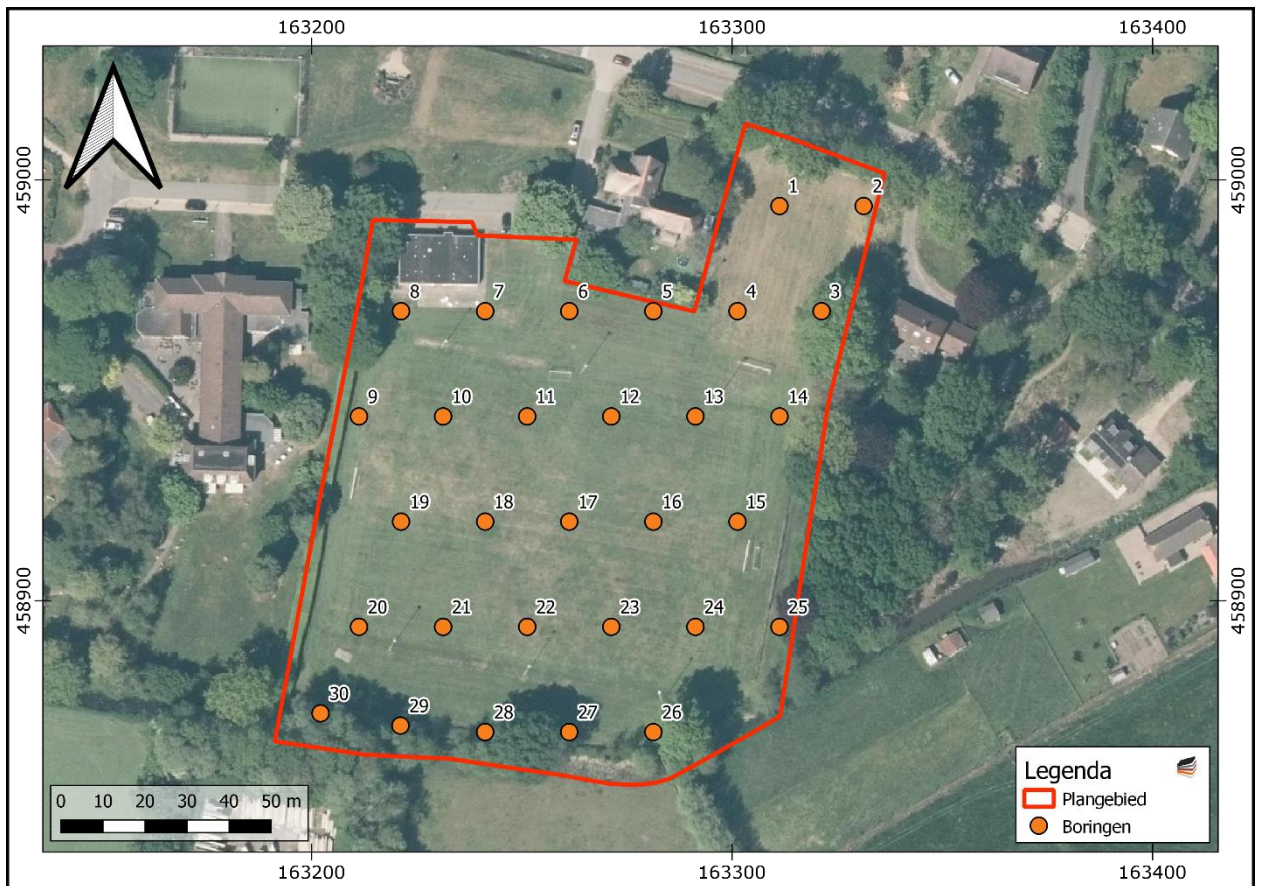 163200 163300 163400
459000 459000
1 2
8 7 6 5 4 3
9 10 11 12 13 14
19 18 17 16 15
458900 458900
20 21 22 23 24 25
30 29 28 27 26
0 10 20 30 40 50 m
Legenda
Plangebied
Boringen
163200 163300 163400